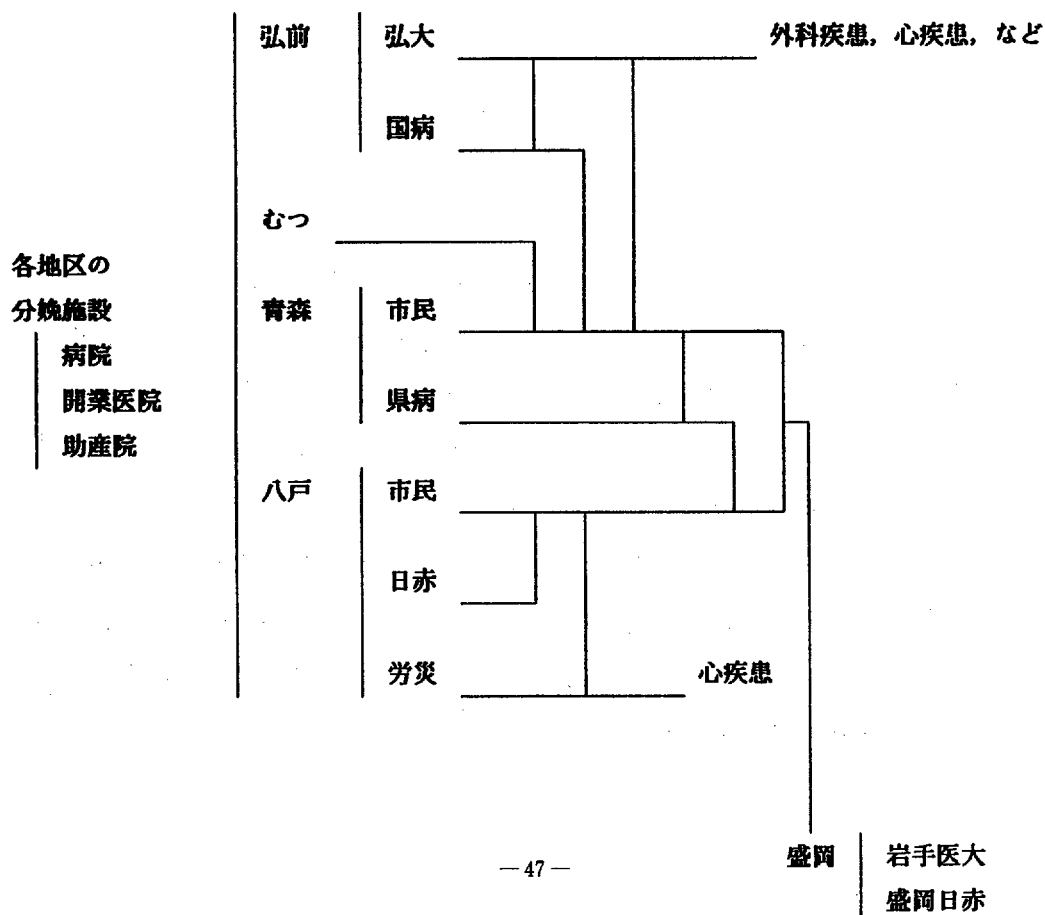 弘前 弘大 外科疾患，心疾患，など
国病
むつ
各地区の
分娩施設 青森 市民
病院
開業医院 県病
助産院
八戸 市民
日赤
労災 心疾患
盛岡 岩手医大
—47—
盛岡日赤